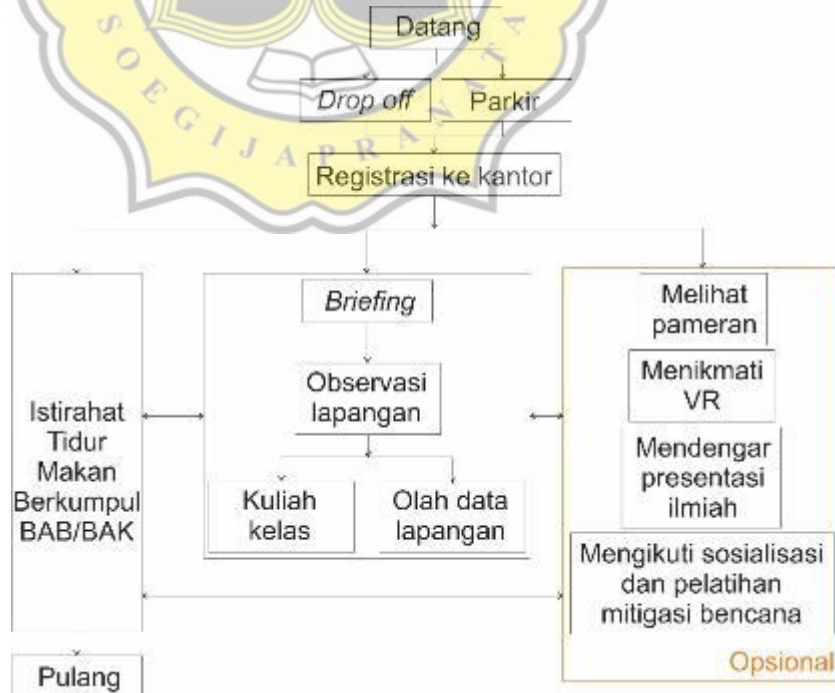 Datang
Drop off
Parkir
SOEGIJAPRANATA
Registrasi ke kantor
Istirahat
Tidur
Makan
Berkumpul
BAB/BAK
Briefing
Observasi
lapangan
Kuliah
kelas
Olah data
lapangan
Melihat
pameran
Menikmati
VR
Mendengar
presentasi
ilmiah
Mengikuti sosialisasi
dan pelatihan
mitigasi bencana
Opsional
Pulang